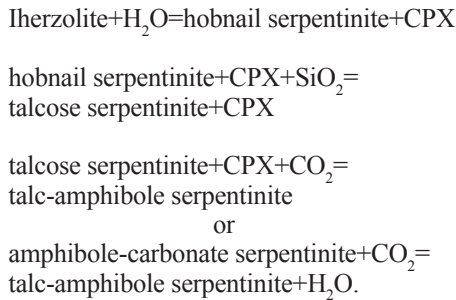 Iherzolite+H₂O=hobnail serpentinite+CPX
hobnail serpentinite+CPX+SiO₂=
talcose serpentinite+CPX
talcose serpentinite+CPX+CO₂=
talc-amphibole serpentinite
or
amphibole-carbonate serpentinite+CO₂=
talc-amphibole serpentinite+H₂O.